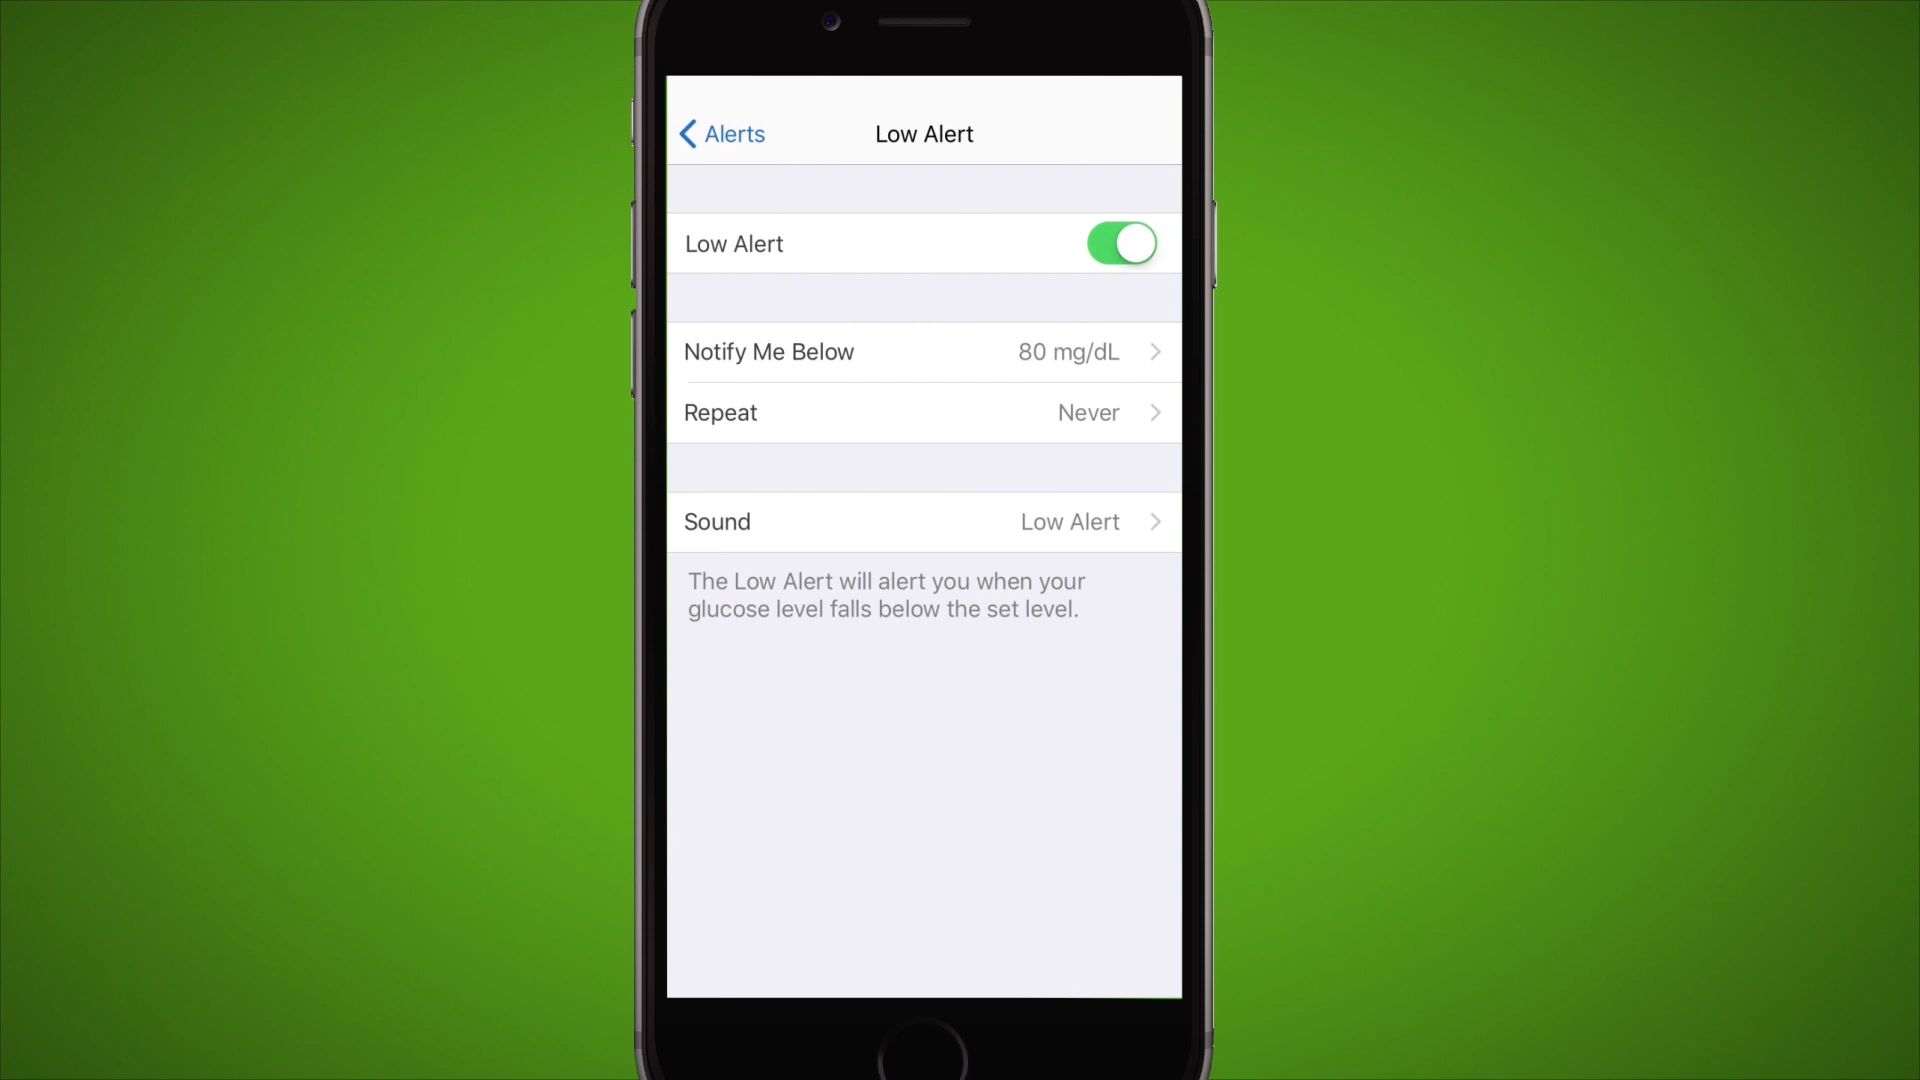 Alerts
Low Alert
Low Alert
Notify Me Below 80 mg/dL
Repeat Never
Sound Low Alert
The Low Alert will alert you when your
glucose level falls below the set level.